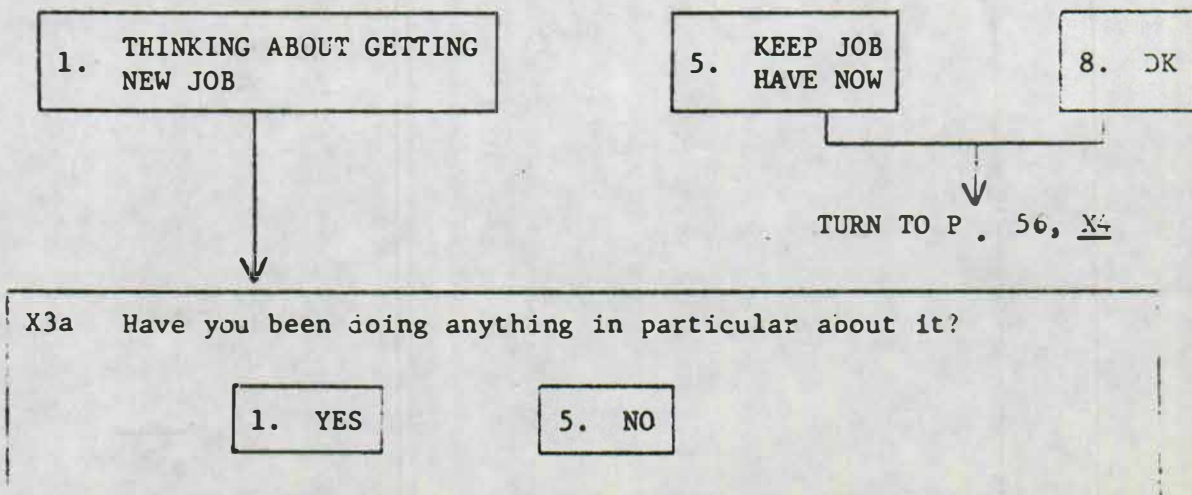 1. THINKING ABOUT GETTING
NEW JOB
5. KEEP JOB
HAVE NOW
8. DK
TURN TO P. 56, X4
X3a Have you been doing anything in particular about it?
1. YES
5. NO